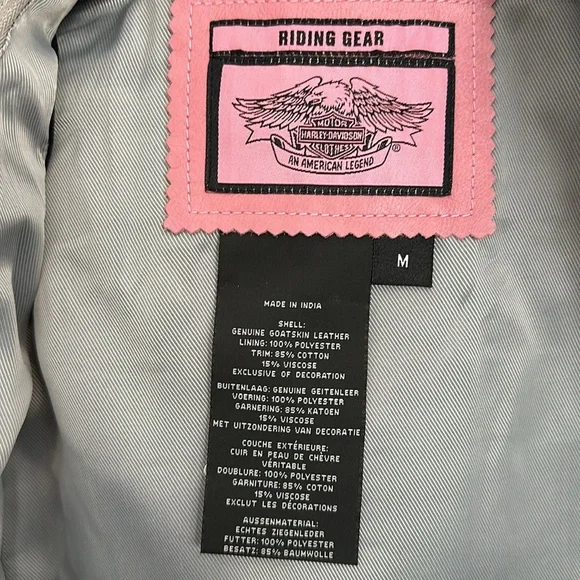 RIDING GEAR
MOTOR
HARLEY-DAVIDSON
CLOTHES
®
AN AMERICAN LEGEND
M
MADE IN INDIA
SHELL:
GENUINE GOATSKIN LEATHER
LINING: 100% POLYESTER
TRIM: 85% COTTON
15% VISCOSE
EXCLUSIVE OF DECORATION
BUITENLAAG: GENUINE GEITENLEER
VOERING: 100% POLYESTER
GARNERING: 85% KATOEN
15% VISCOSE
MET UITZONDERING VAN DECORATIE
COUCHE EXTÉRIEURE:
CUIR EN PEAU DE CHÈVRE
VÉRITABLE
DOUBLURE: 100% POLYESTER
GARNITURE: 85% COTON
15% VISCOSE
EXCLUT LES DÉCORATIONS
AUSSENMATERIAL:
ECHTES ZIEGENLEDER
FUTTER: 100% POLYESTER
BESATZ: 85% BAUMWOLLE